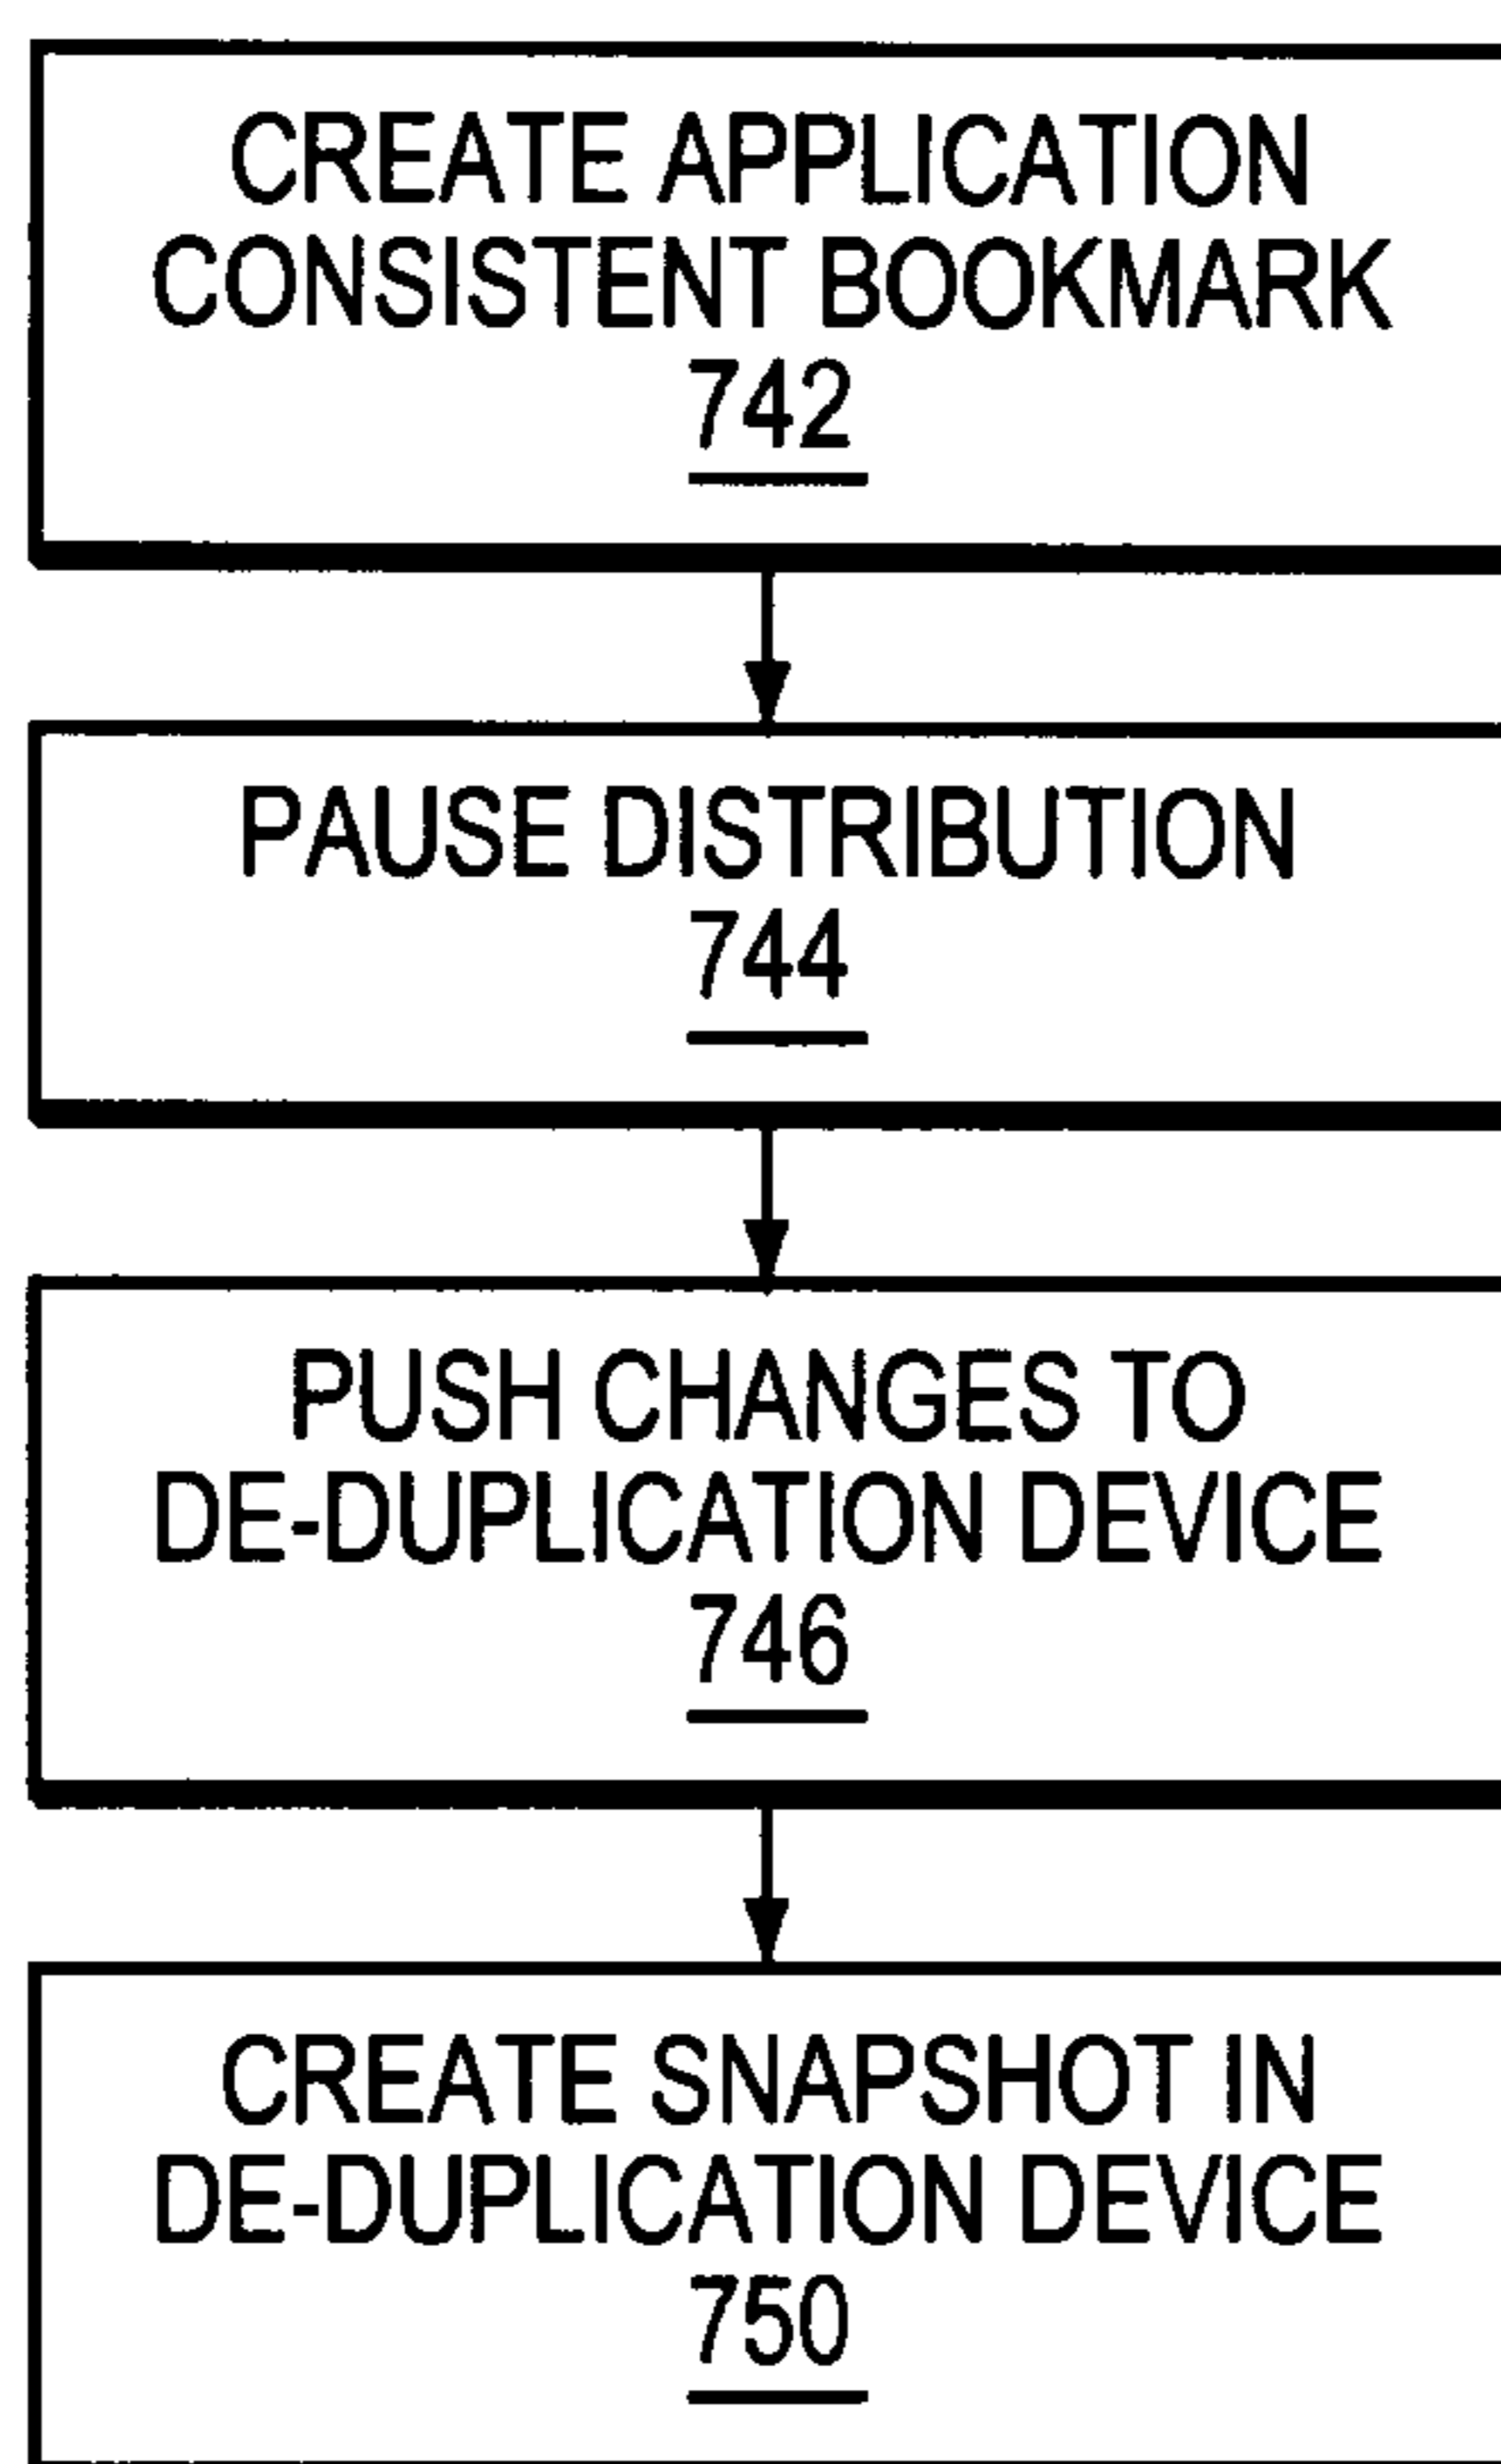 CREATE APPLICATION
CONSISTENT BOOKMARK
742
PAUSE DISTRIBUTION
744
PUSH CHANGES TO
DE-DUPLICATION DEVICE
746
CREATE SNAPSHOT IN
DE-DUPLICATION DEVICE
750